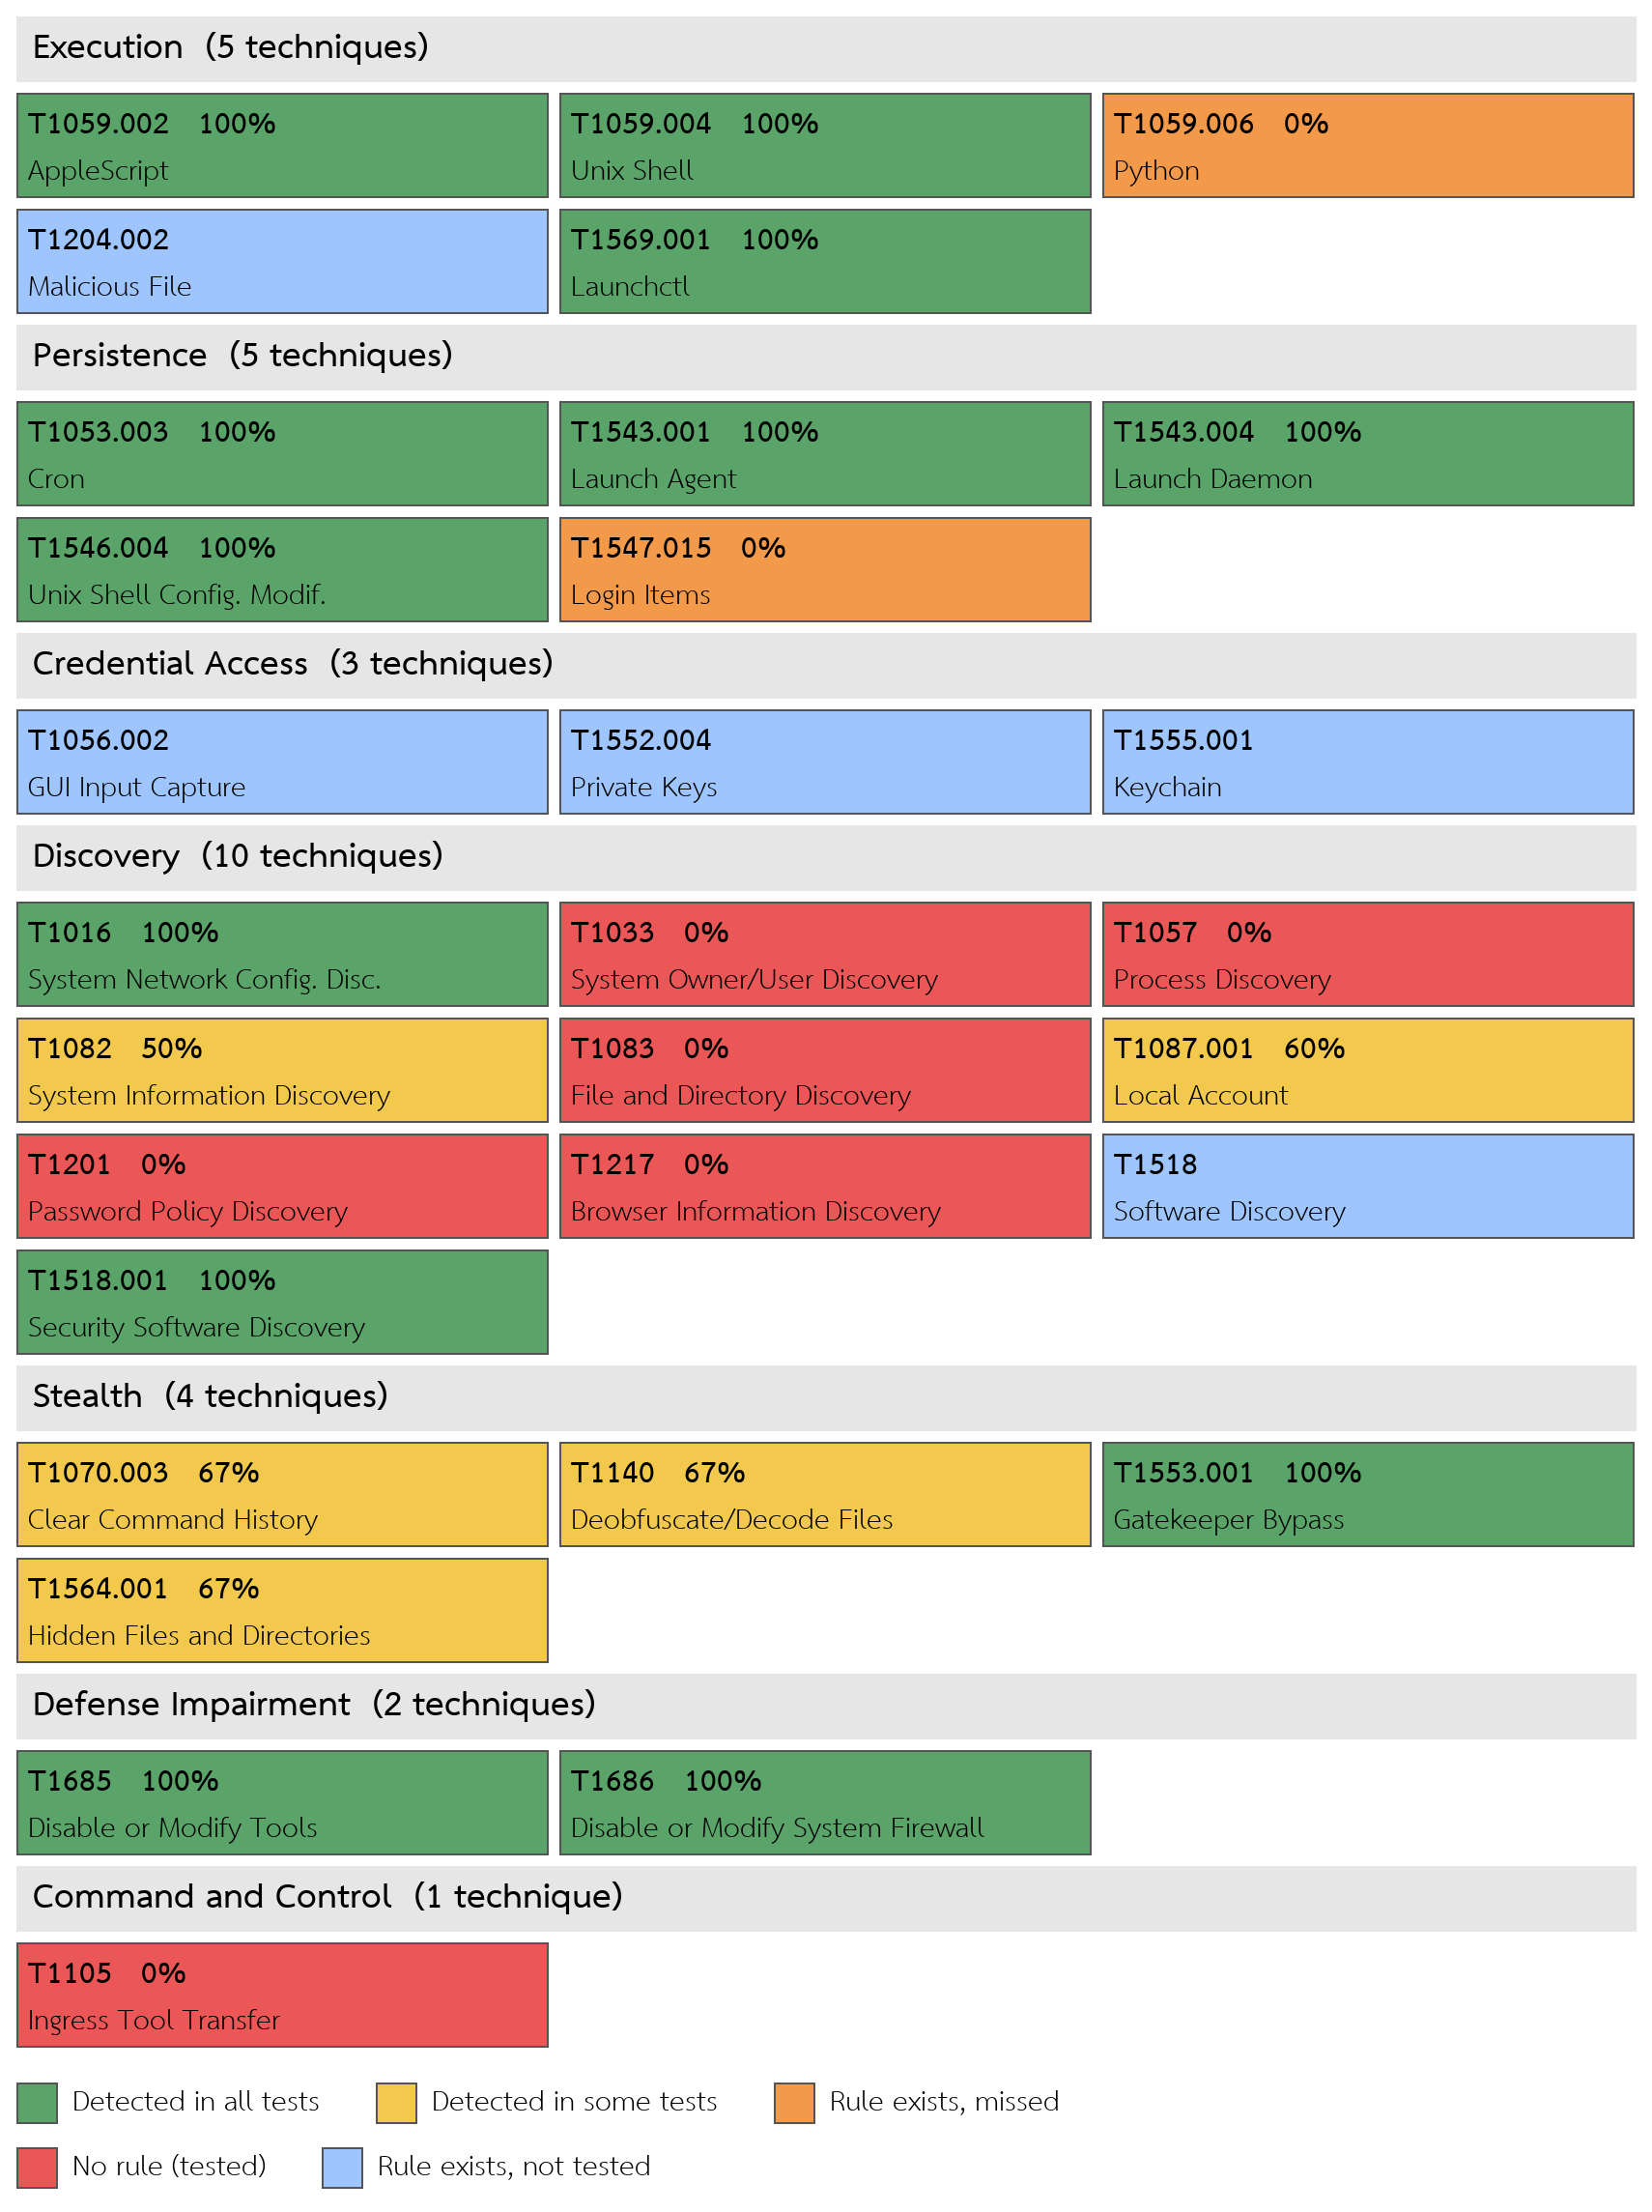 Execution (5 techniques)
T1059.002 100%
AppleScript
T1059.004 100%
Unix Shell
T1059.006 0%
Python
T1204.002
Malicious File
T1569.001 100%
Launchctl
Persistence (5 techniques)
T1053.003 100%
Cron
T1543.001 100%
Launch Agent
T1543.004 100%
Launch Daemon
T1546.004 100%
Unix Shell Config. Modif.
T1547.015 0%
Login Items
Credential Access (3 techniques)
T1056.002
GUI Input Capture
T1552.004
Private Keys
T1555.001
Keychain
Discovery (10 techniques)
T1016 100%
System Network Config. Disc.
T1033 0%
System Owner/User Discovery
T1057 0%
Process Discovery
T1082 50%
System Information Discovery
T1083 0%
File and Directory Discovery
T1087.001 60%
Local Account
T1201 0%
Password Policy Discovery
T1217 0%
Browser Information Discovery
T1518
Software Discovery
T1518.001 100%
Security Software Discovery
Stealth (4 techniques)
T1070.003 67%
Clear Command History
T1140 67%
Deobfuscate/Decode Files
T1553.001 100%
Gatekeeper Bypass
T1564.001 67%
Hidden Files and Directories
Defense Impairment (2 techniques)
T1685 100%
Disable or Modify Tools
T1686 100%
Disable or Modify System Firewall
Command and Control (1 technique)
T1105 0%
Ingress Tool Transfer
Detected in all tests
Detected in some tests
Rule exists, missed
No rule (tested)
Rule exists, not tested